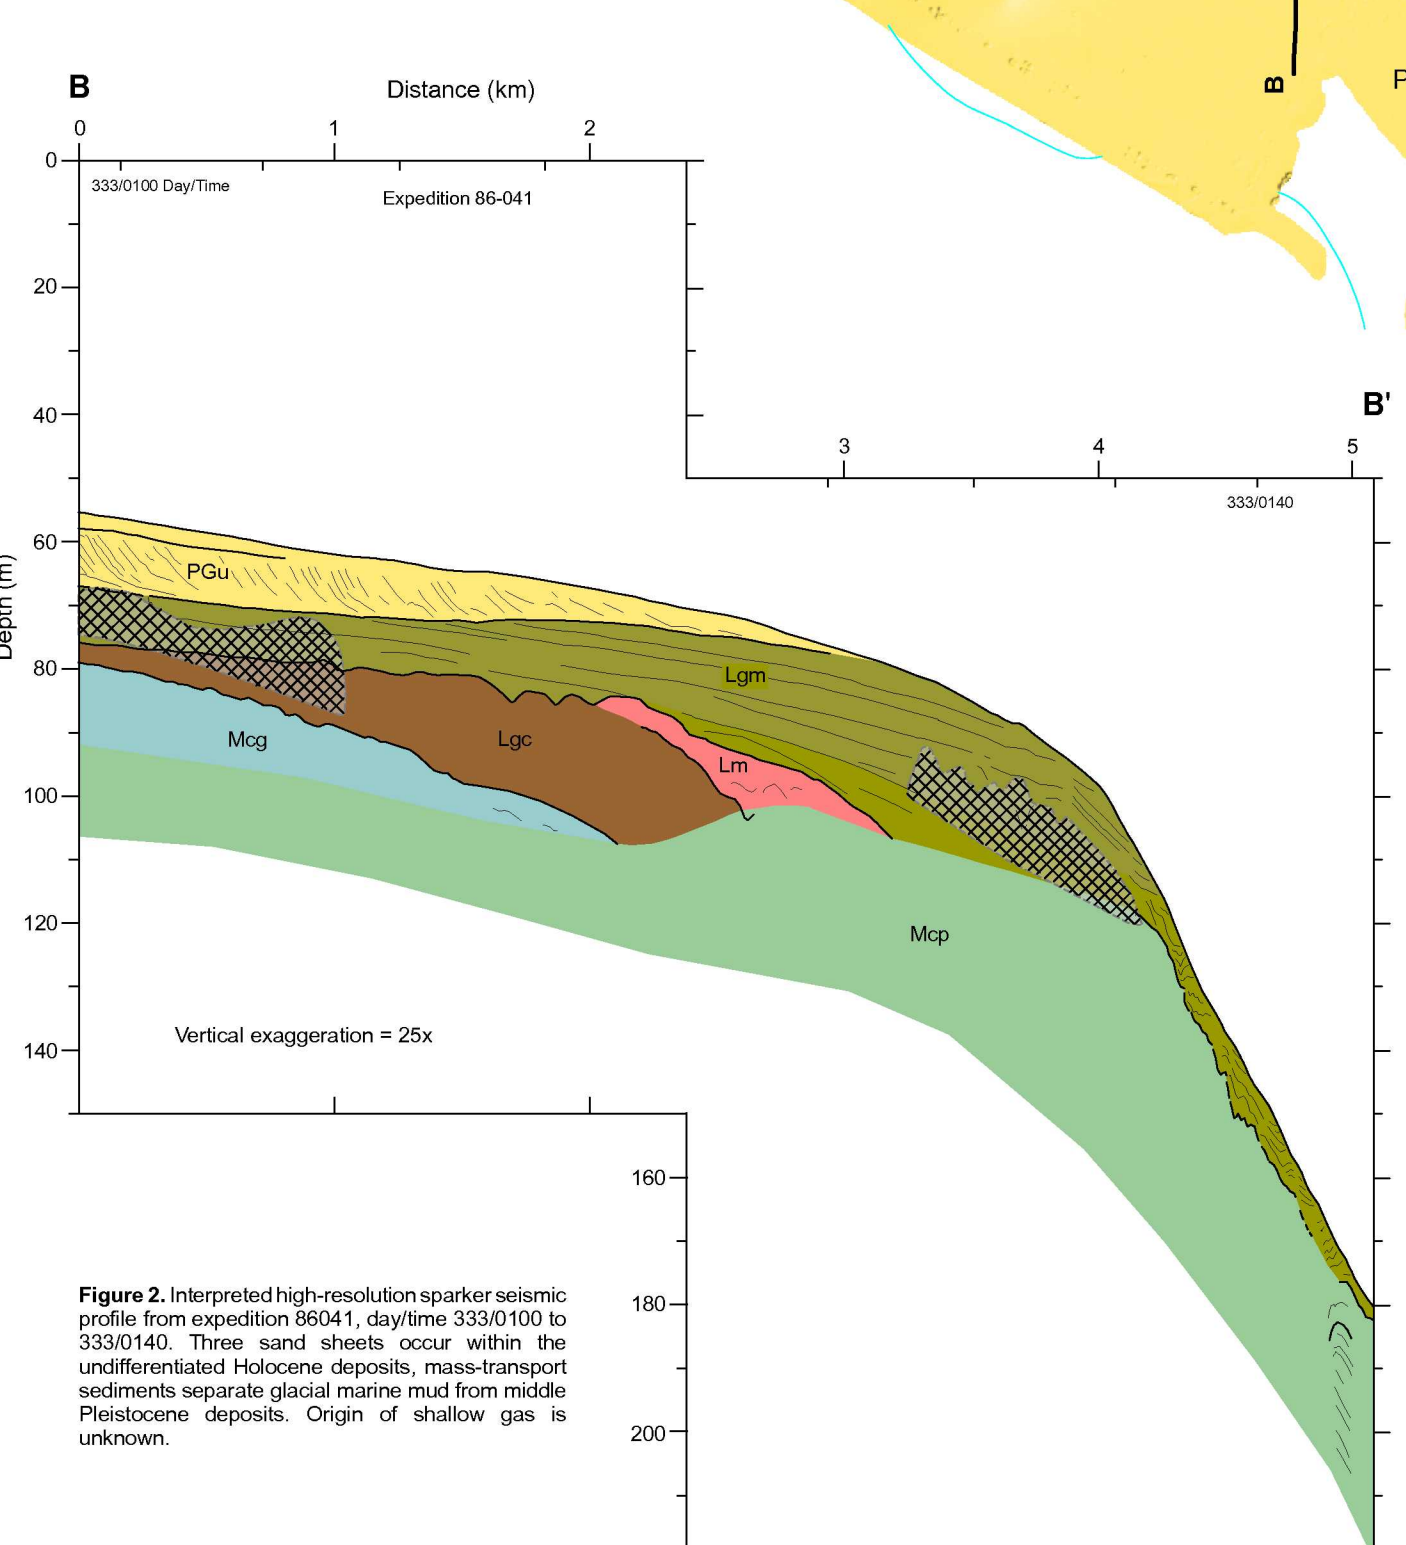 B
P
B
Distance (km)
0
1
2
0
333/0100 Day/Time
Expedition 86-041
20
40
B'
3
4
5
333/0140
60
PGu
Depth (m)
80
Lgm
Mcg
Lgc
Lm
100
120
Mcp
Vertical exaggeration = 25x
140
160
Figure 2. Interpreted high-resolution sparker seismic
profile from expedition 86041, day/time 333/0100 to
333/0140. Three sand sheets occur within the
undifferentiated Holocene deposits, mass-transport
sediments separate glacial marine mud from middle
Pleistocene deposits. Origin of shallow gas is
unknown.
180
200